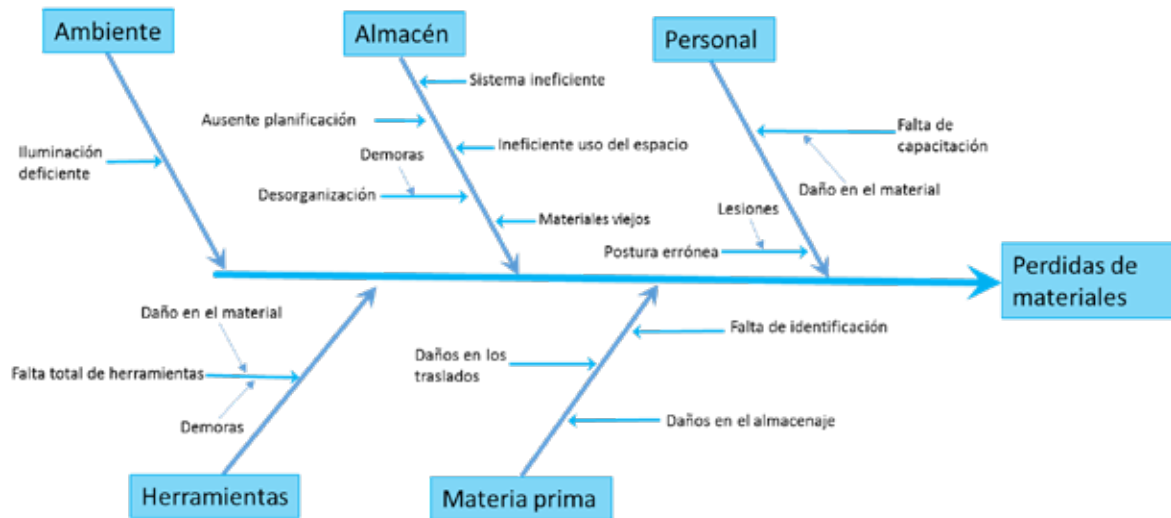 Ambiente
Almacén
Personal
Sistema ineficiente
Ausente planificación
Falta de
capacitación
Iluminación
deficiente
Demoras
Ineficiente uso del espacio
Desorganización
Daño en el material
Lesiones
Materiales viejos
Postura errónea
Perdidas de
materiales
Daño en el material
Falta de identificación
Daños en los
traslados
Falta total de herramientas
Daños en el almacenaje
Demoras
Herramientas
Materia prima